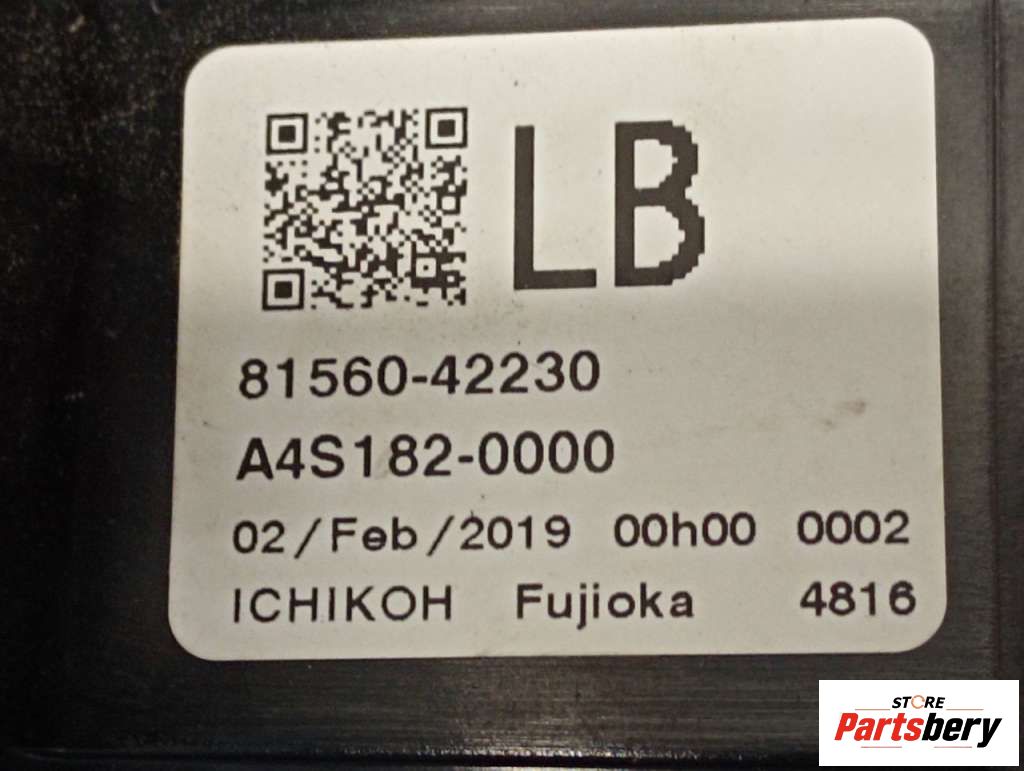 LB
81560-42230
A4S182-0000
02/Feb/2019 00h00 0002
ICHIKOH Fujioka 4816
STORE
Partsbery